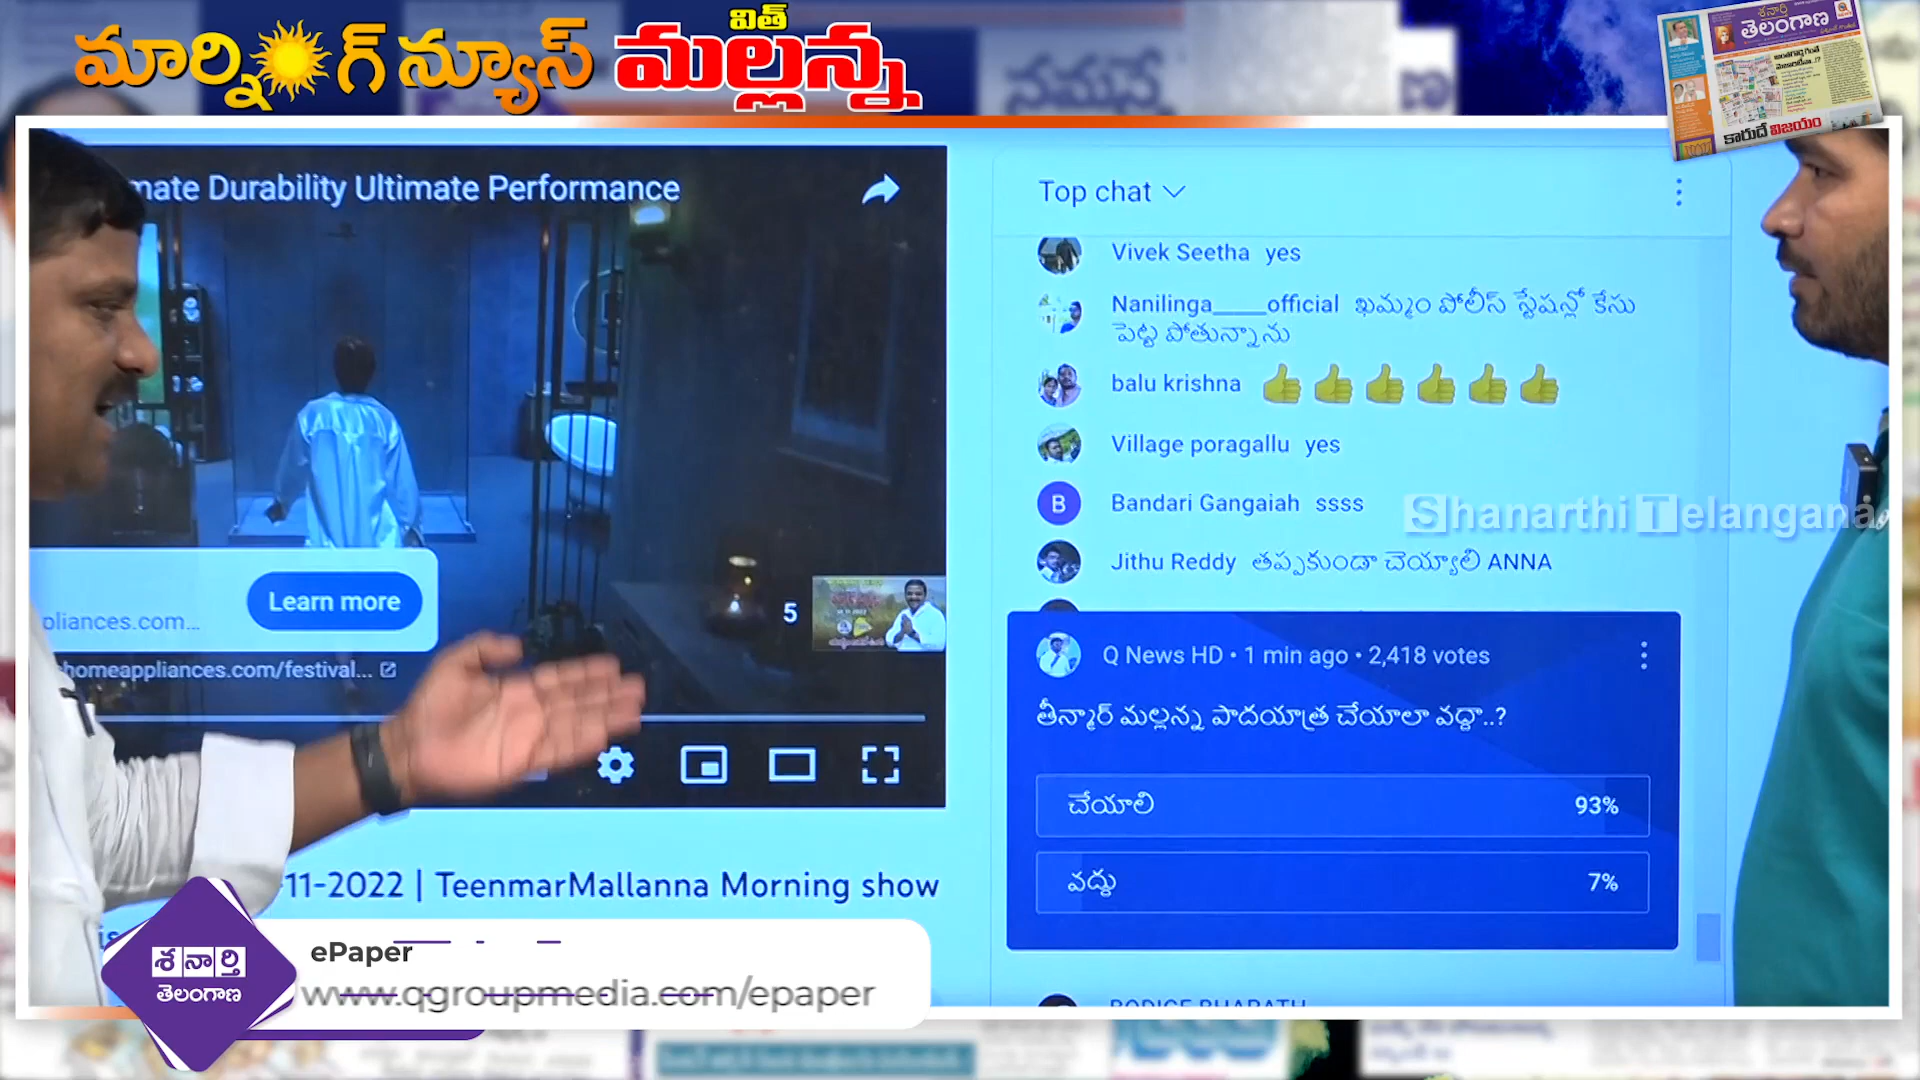 మార్నింగ్ న్యూస్ విత్ మల్లన్న
శనార్తి
తెలంగాణ
కారుదే విజయం
mate Durability Ultimate Performance
Learn more
pliances.com...
homeappliances.com/festival...
5
11-2022 | TeenmarMallanna Morning show
Top chat
Vivek Seetha yes
Nanilinga____official ఖమ్మం పోలీస్ స్టేషన్లో కేసు
పెట్ట పోతున్నాను
balu krishna 👍👍👍👍👍👍
Village poragallu yes
B Bandari Gangaiah ssss
Shanarthi Telangana
Jithu Reddy తప్పకుండా చెయ్యాలి ANNA
Q News HD • 1 min ago • 2,418 votes
తీన్మార్ మల్లన్న పాదయాత్ర చేయాలా వద్దా..?
చేయాలి 93%
వద్దు 7%
శనార్తి
తెలంగాణ
ePaper
www.qgroupmedia.com/epaper